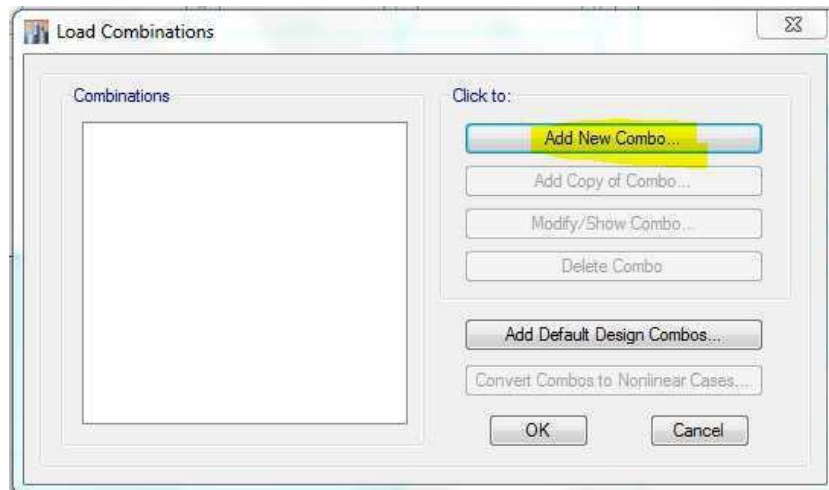 Load Combinations
Combinations
Click to:
Add New Combo...
Add Copy of Combo...
Modify/Show Combo...
Delete Combo
Add Default Design Combos...
Convert Combos to Nonlinear Cases...
OK
Cancel